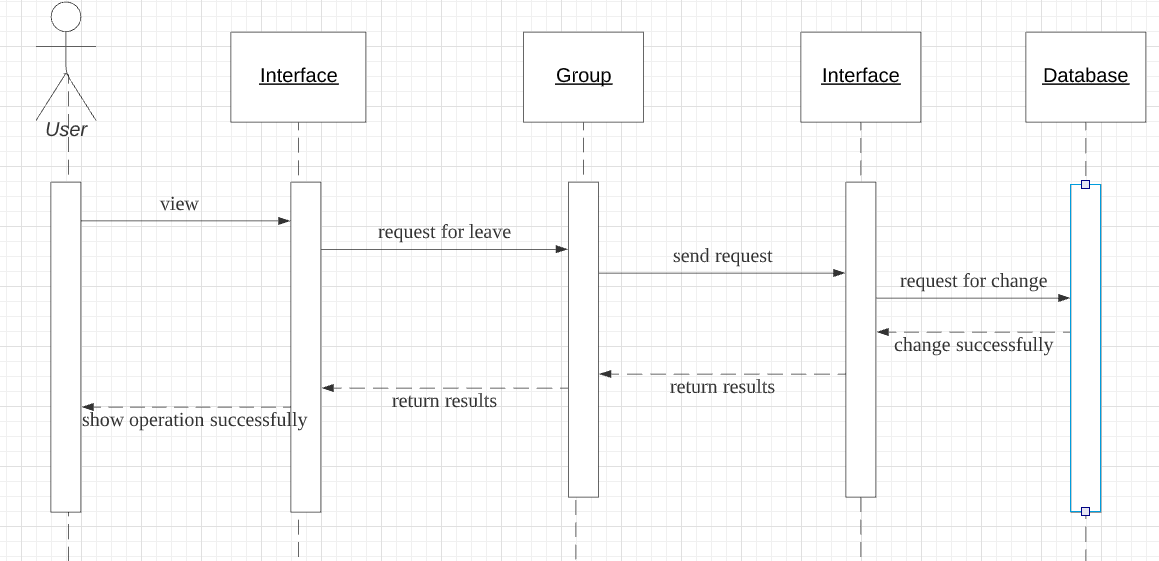 Interface
Group
Interface
Database
User
view
request for leave
send request
request for change
change successfully
return results
return results
show operation successfully